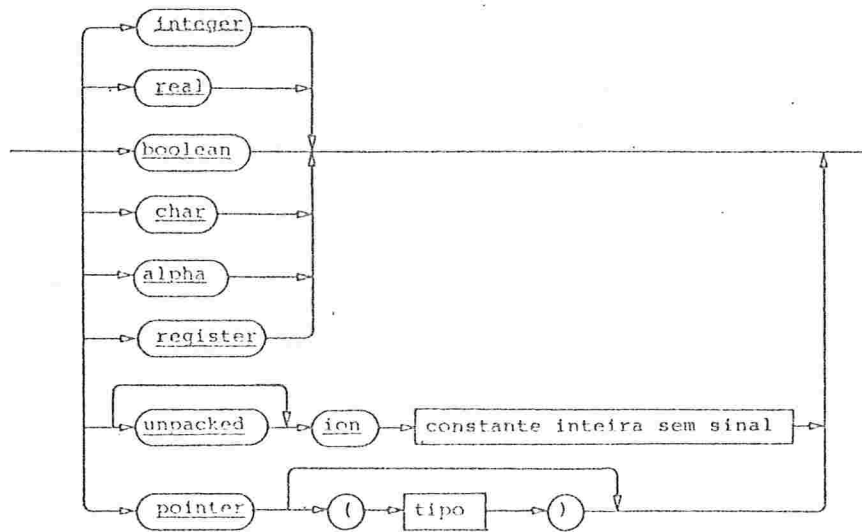 integer
real
boolean
char
alpha
register
unpacked ion constante inteira sem sinal
pointer ( tipo )